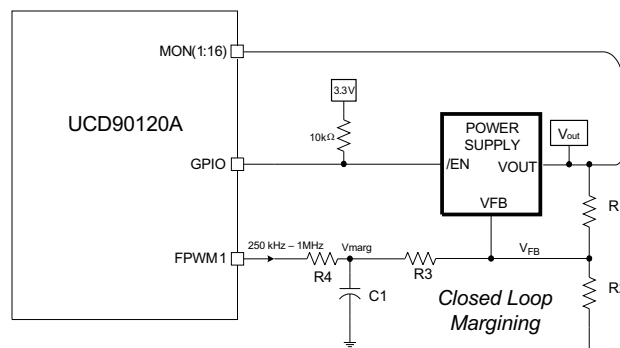 MON(1:16)
3.3V
UCD90120A
10kΩ
POWER
SUPPLY
Vout
GPIO
/EN
VOUT
VFB
R
250 kHz – 1MHz
Vmarg
VFB
FPWM1
R4
R3
C1
Closed Loop
Margining